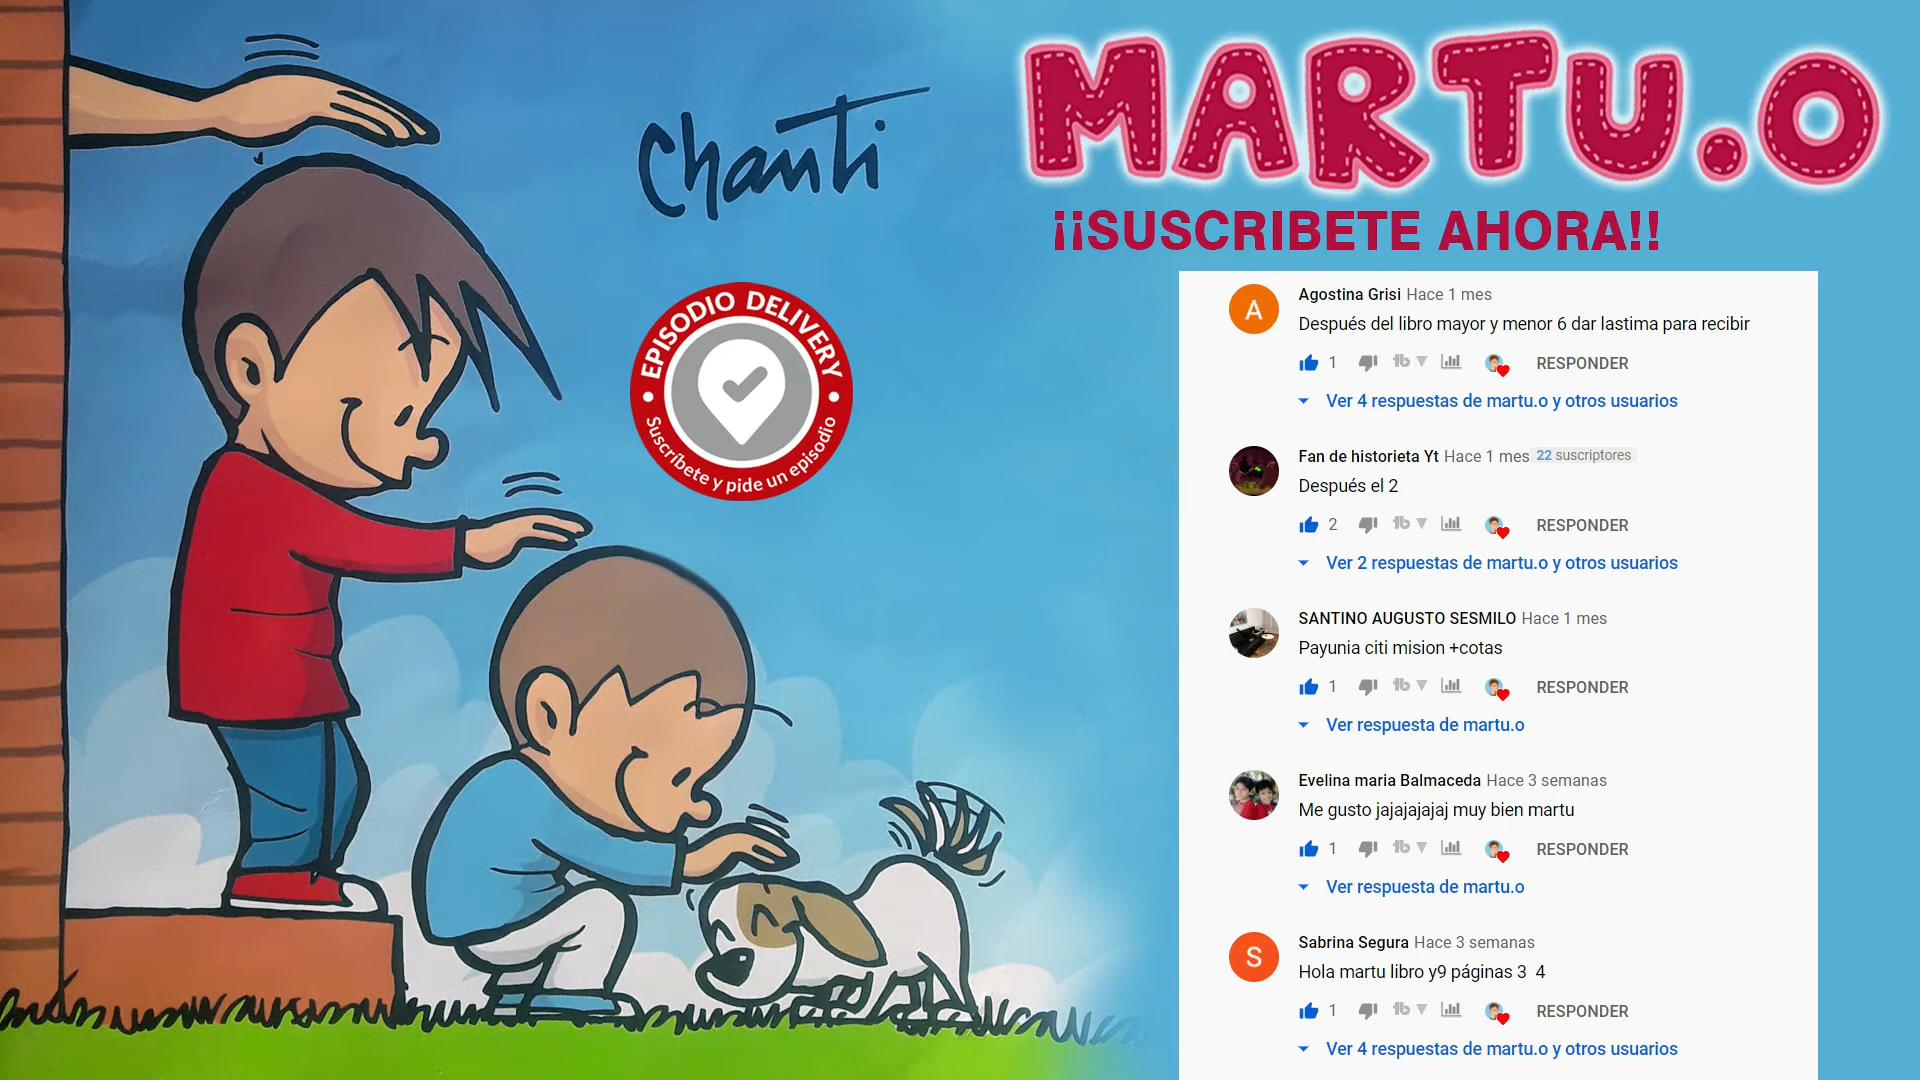 Chanti
MARTU.O
¡¡SUSCRIBETE AHORA!!
EPISODIO DELIVERY
Suscríbete y pide un episodio
A
Agostina Grisi Hace 1 mes
Después del libro mayor y menor 6 dar lastima para recibir
1 tb RESPONDER
Ver 4 respuestas de martu.o y otros usuarios
Fan de historieta Yt Hace 1 mes 22 suscriptores
Después el 2
2 tb RESPONDER
Ver 2 respuestas de martu.o y otros usuarios
SANTINO AUGUSTO SESMILO Hace 1 mes
Payunia citi mision +cotas
1 tb RESPONDER
Ver respuesta de martu.o
Evelina maria Balmaceda Hace 3 semanas
Me gusto jajajajajaj muy bien martu
1 tb RESPONDER
Ver respuesta de martu.o
S
Sabrina Segura Hace 3 semanas
Hola martu libro y9 páginas 3 4
1 tb RESPONDER
Ver 4 respuestas de martu.o y otros usuarios